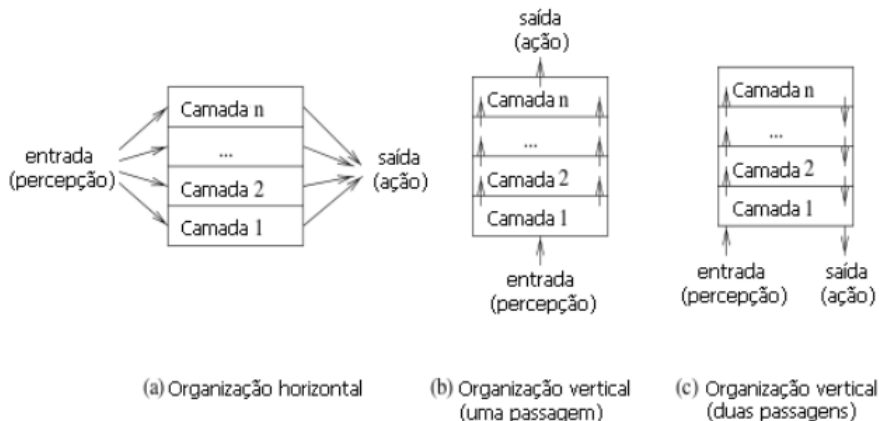 entrada
(percepção)
Camada n
...
Camada 2
Camada 1
saída
(ação)
(a) Organização horizontal
saída
(ação)
Camada n
...
Camada 2
Camada 1
entrada
(percepção)
(b) Organização vertical
(uma passagem)
Camada n
...
Camada 2
Camada 1
entrada
(percepção)
saída
(ação)
(c) Organização vertical
(duas passagens)